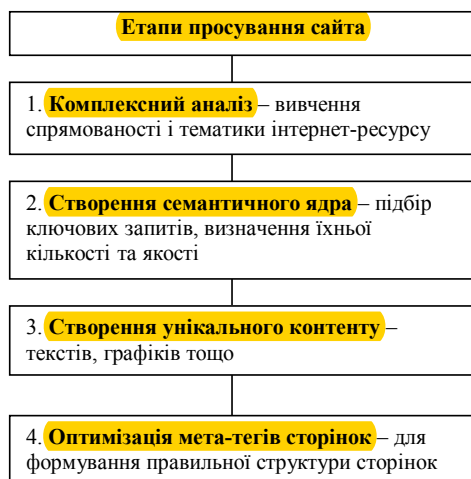 Етапи просування сайта
1. Комплексний аналіз – вивчення
спрямованості і тематики інтернет-ресурсу
2. Створення семантичного ядра – підбір
ключових запитів, визначення їхньої
кількості та якості
3. Створення унікального контенту –
текстів, графіків тощо
4. Оптимізація мета-тегів сторінок – для
формування правильної структури сторінок